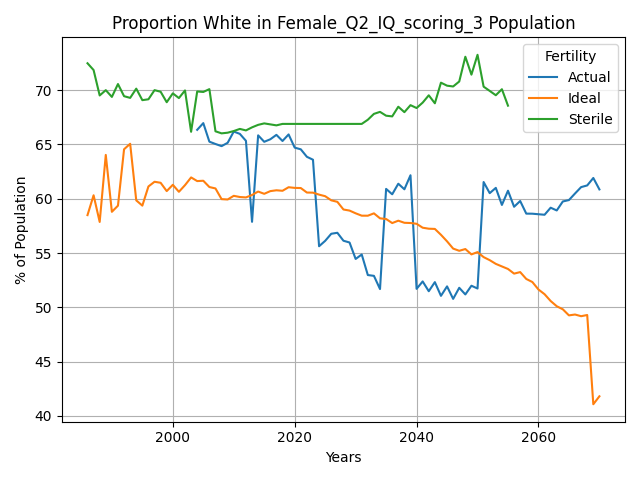 Proportion White in Female_Q2_IQ_scoring_3 Population
Fertility
Actual
Ideal
Sterile
% of Population
70
65
60
55
50
45
40
2000
2020
2040
2060
Years